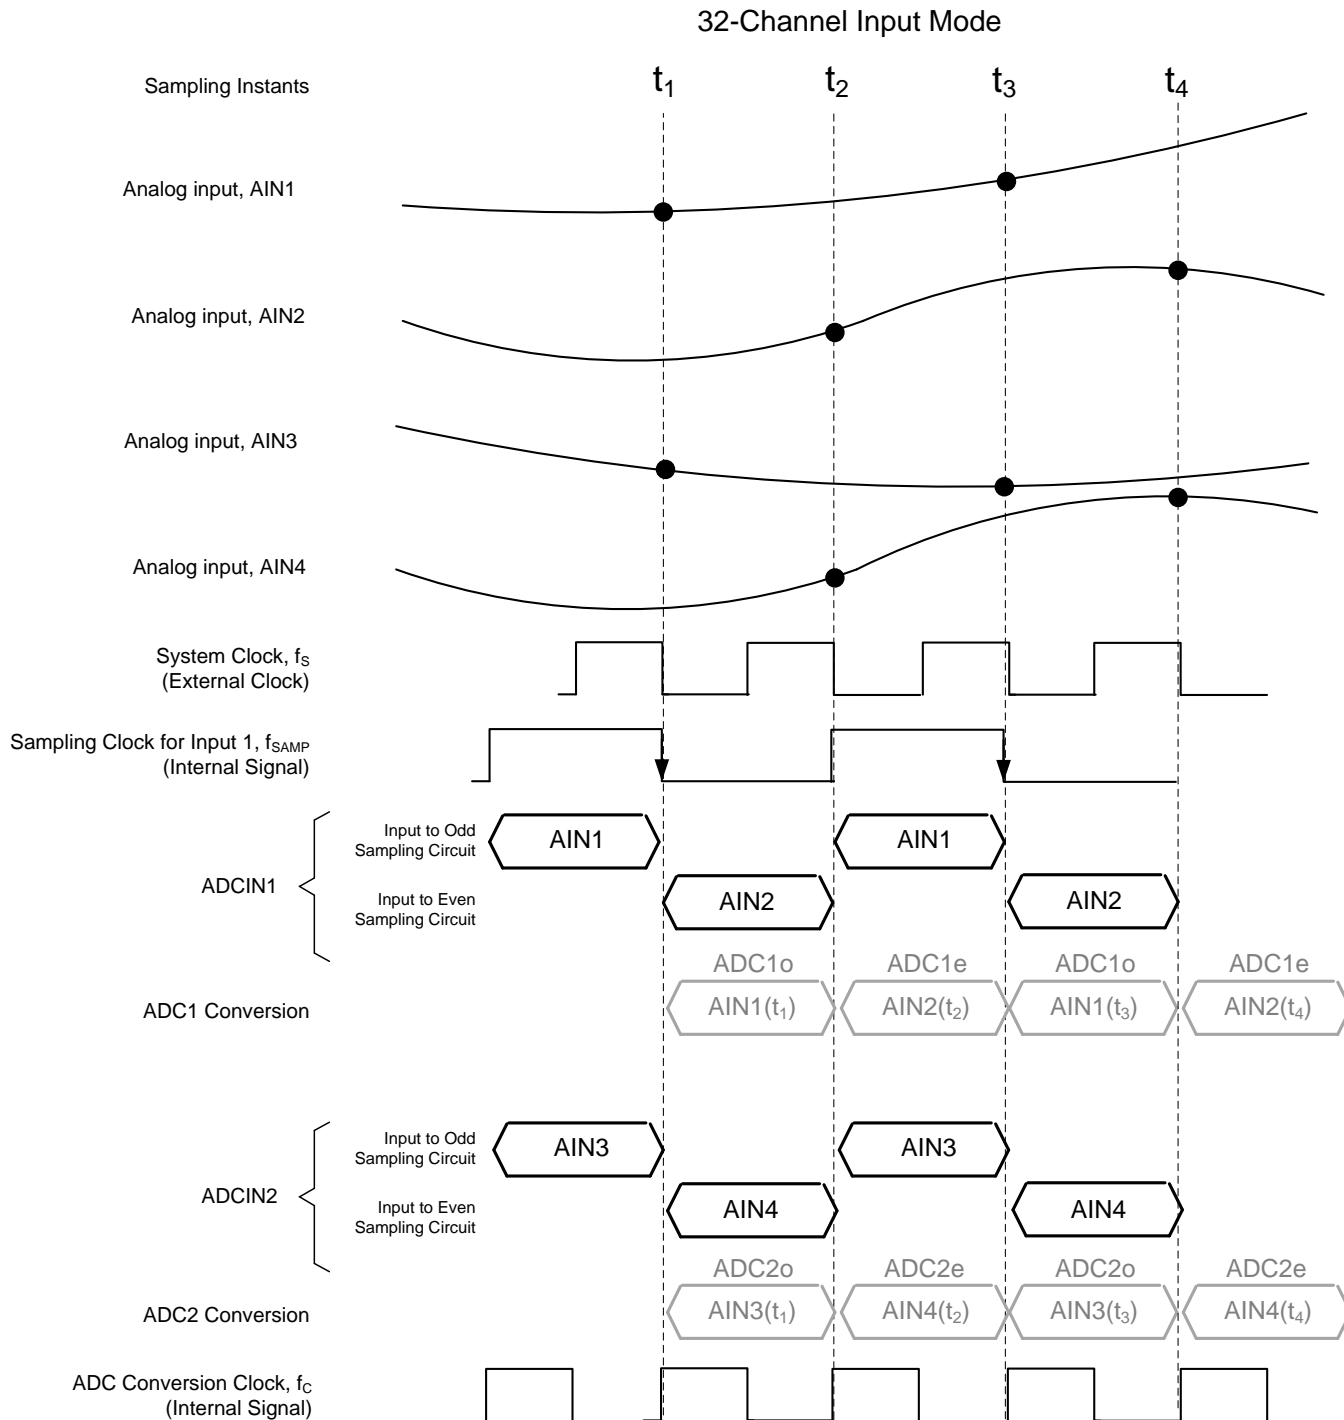 32-Channel Input Mode
Sampling Instants
t1 t2 t3 t4
Analog input, AIN1
Analog input, AIN2
Analog input, AIN3
Analog input, AIN4
System Clock, fS
(External Clock)
Sampling Clock for Input 1, fSAMP
(Internal Signal)
ADCIN1
Input to Odd
Sampling Circuit
AIN1 AIN1
Input to Even
Sampling Circuit
AIN2 AIN2
ADC1o ADC1e ADC1o ADC1e
ADC1 Conversion
AIN1(t1) AIN2(t2) AIN1(t3) AIN2(t4)
ADCIN2
Input to Odd
Sampling Circuit
AIN3 AIN3
Input to Even
Sampling Circuit
AIN4 AIN4
ADC2o ADC2e ADC2o ADC2e
ADC2 Conversion
AIN3(t1) AIN4(t2) AIN3(t3) AIN4(t4)
ADC Conversion Clock, fC
(Internal Signal)